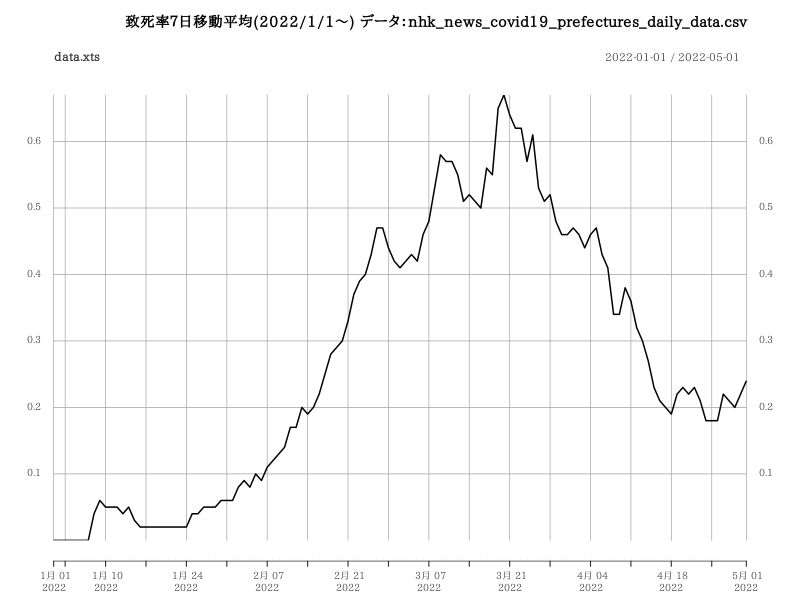 致死率7日移動平均(2022/1/1〜) データ:nhk_news_covid19_prefectures_daily_data.csv
data.xts 2022-01-01 / 2022-05-01
0.6 0.6
0.5 0.5
0.4 0.4
0.3 0.3
0.2 0.2
0.1 0.1
1月 01 1月 10 1月 24 2月 07 2月 21 3月 07 3月 21 4月 04 4月 18 5月 01
2022 2022 2022 2022 2022 2022 2022 2022 2022 2022